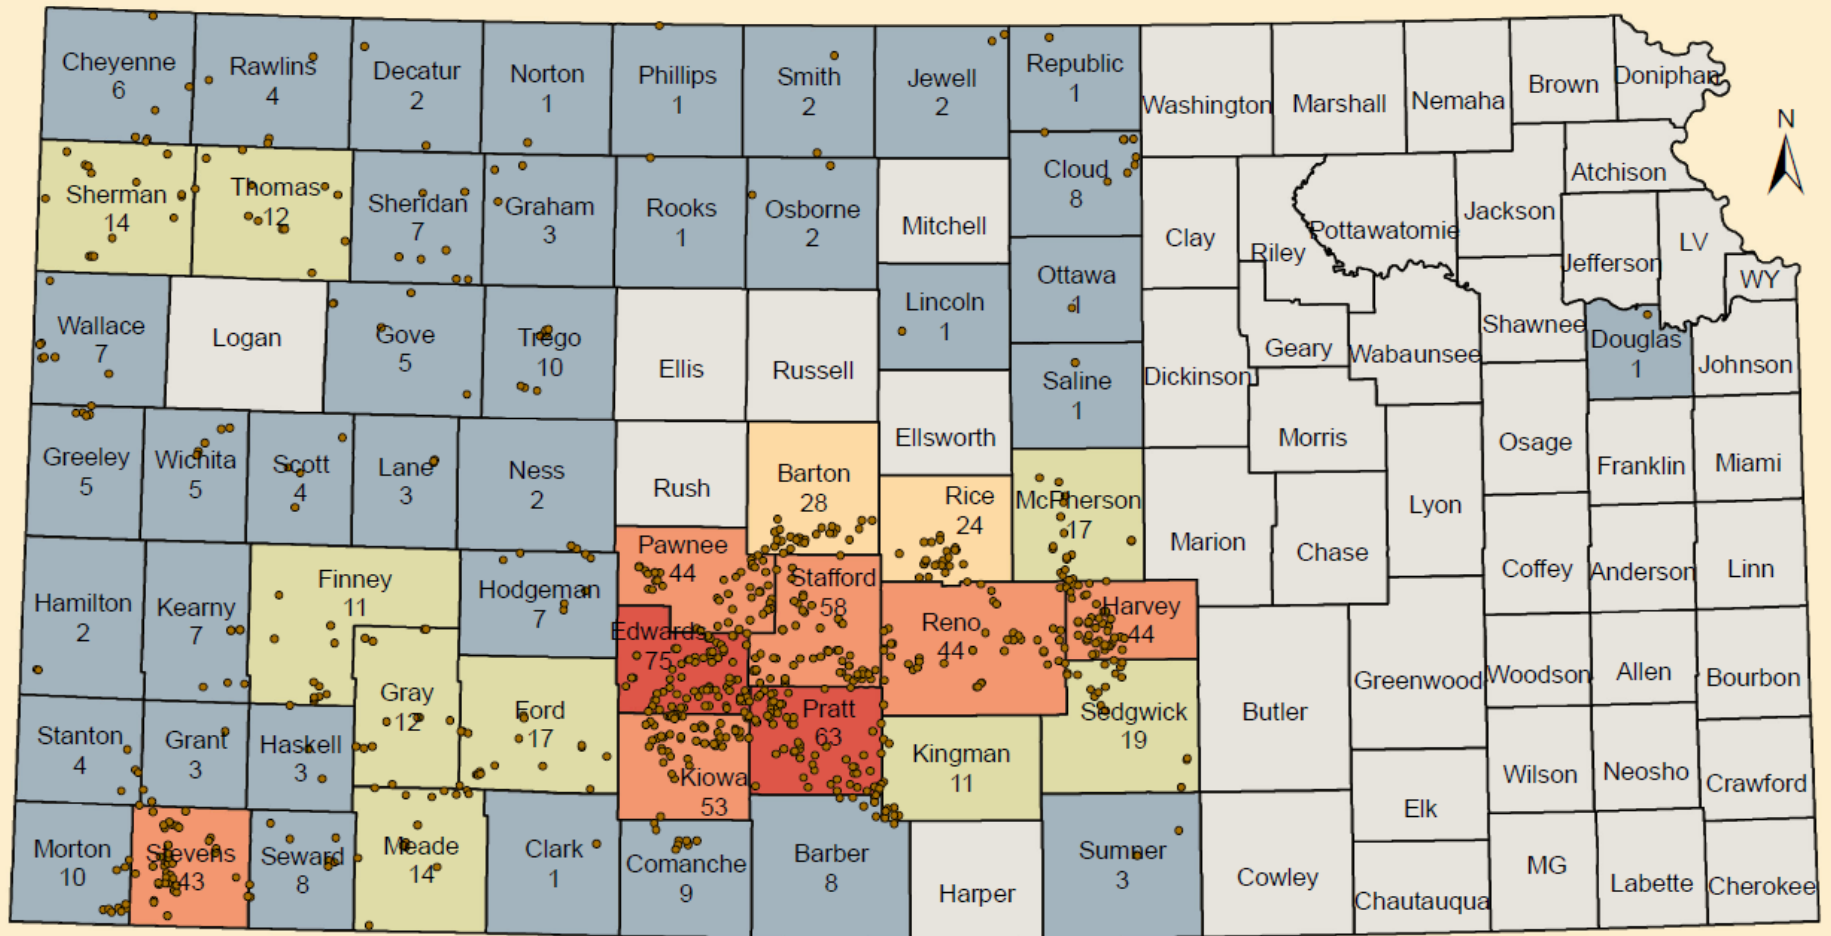 Cheyenne
6
Rawlins
4
Decatur
2
Norton
1
Phillips
1
Smith
2
Jewell
2
Republic
1
Washington
Marshall
Nemaha
Brown
Doniphan
N
Sherman
14
Thomas
12
Sheridan
7
Graham
3
Rooks
1
Osborne
2
Mitchell
Cloud
8
Clay
Riley
Pottawatomie
Jackson
Atchison
Jefferson
LV
WY
Wallace
7
Logan
Gove
5
Trego
10
Ellis
Russell
Lincoln
1
Ottawa
1
Saline
1
Dickinson
Geary
Wabaunsee
Shawnee
Douglas
1
Johnson
Greeley
5
Wichita
5
Scott
4
Lane
3
Ness
2
Rush
Barton
28
Ellsworth
Rice
24
McPherson
17
Marion
Morris
Chase
Lyon
Osage
Franklin
Miami
Hamilton
2
Kearny
7
Finney
11
Hodgeman
7
Pawnee
44
Stafford
58
Edwards
75
Reno
44
Harvey
44
Coffey
Anderson
Linn
Stanton
4
Grant
3
Haskell
3
Gray
12
Ford
17
Kiowa
53
Pratt
63
Kingman
11
Sedgwick
19
Butler
Greenwood
Woodson
Allen
Bourbon
Wilson
Neosho
Crawford
Morton
10
Stevens
43
Seward
8
Meade
14
Clark
1
Comanche
9
Barber
8
Harper
Sumner
3
Cowley
Elk
Chautauqua
MG
Labette
Cherokee